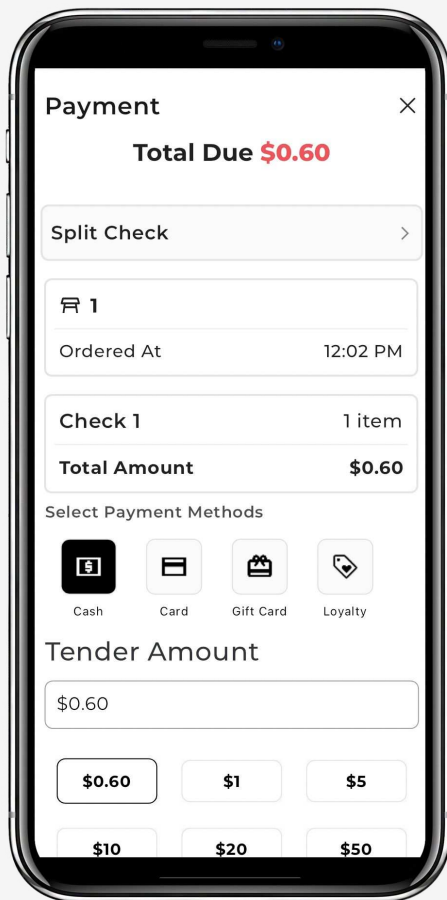 Payment
Total Due $0.60
Split Check
1
Ordered At 12:02 PM
Check 1 1 item
Total Amount $0.60
Select Payment Methods
Cash Card Gift Card Loyalty
Tender Amount
$0.60
$0.60 $1 $5
$10 $20 $50